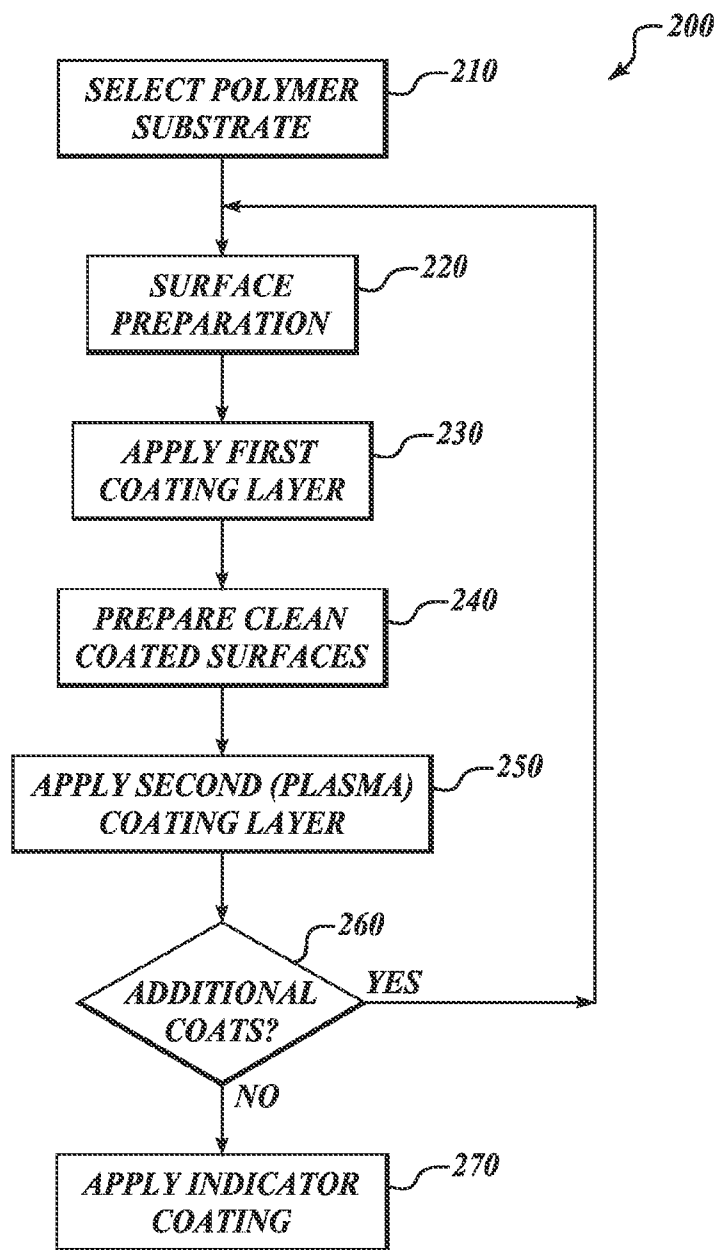 200
SELECT POLYMER
SUBSTRATE
210
SURFACE
PREPARATION
220
APPLY FIRST
COATING LAYER
230
PREPARE CLEAN
COATED SURFACES
240
APPLY SECOND (PLASMA)
COATING LAYER
250
260
ADDITIONAL
COATS?
YES
NO
APPLY INDICATOR
COATING
270